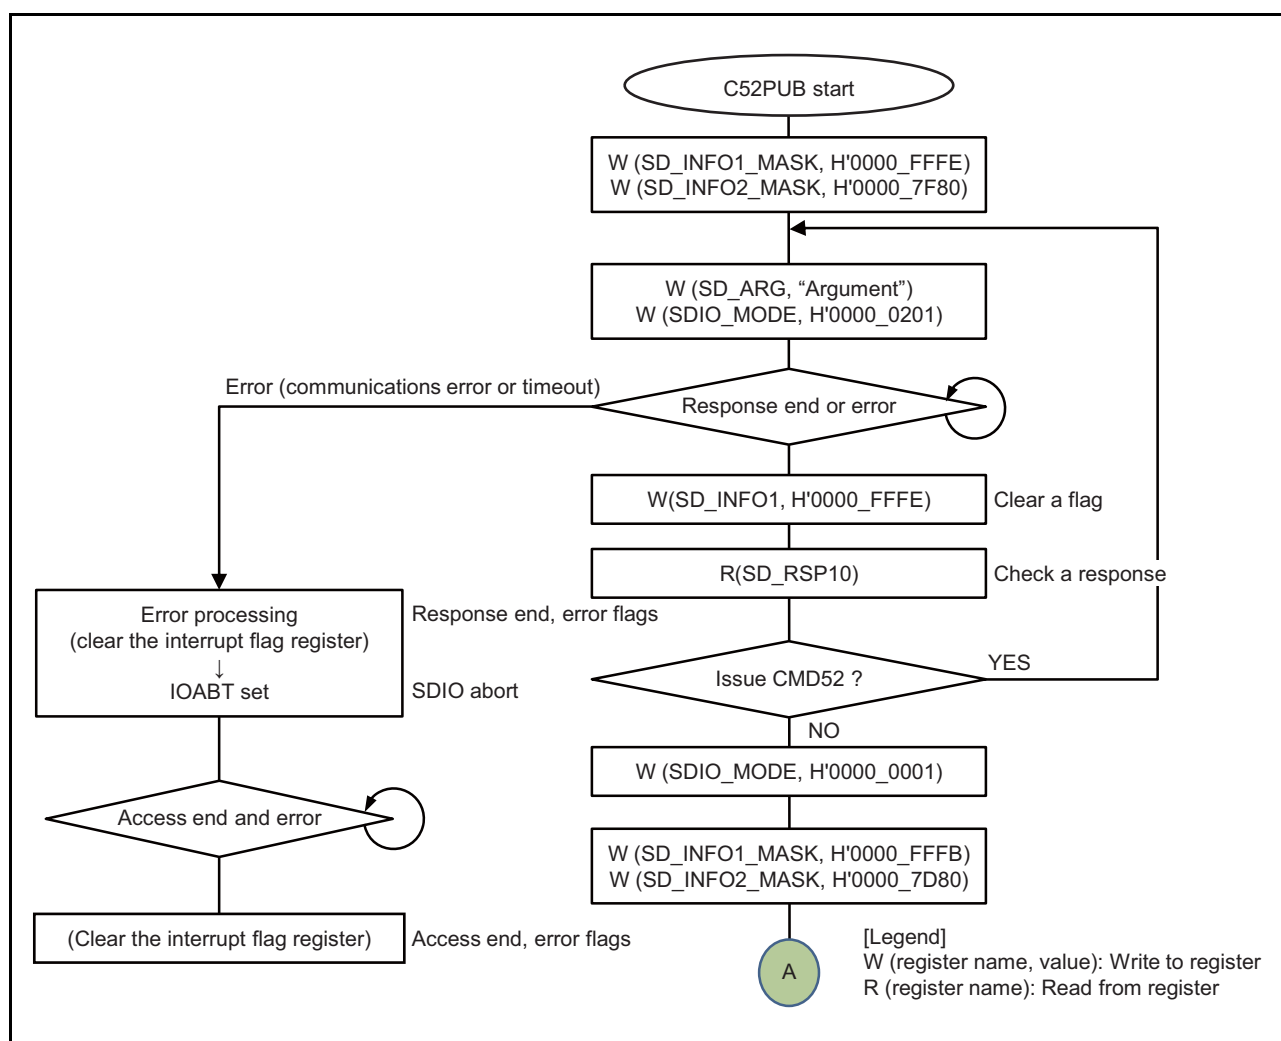 C52PUB start
W (SD_INFO1_MASK, H'0000_FFFE)
W (SD_INFO2_MASK, H'0000_7F80)
W (SD_ARG, “Argument”)
W (SDIO_MODE, H'0000_0201)
Error (communications error or timeout)
Response end or error
W(SD_INFO1, H'0000_FFFE)
Clear a flag
R(SD_RSP10)
Check a response
Error processing
(clear the interrupt flag register)
↓
IOABT set
Response end, error flags
SDIO abort
Issue CMD52 ?
YES
NO
W (SDIO_MODE, H'0000_0001)
Access end and error
W (SD_INFO1_MASK, H'0000_FFFB)
W (SD_INFO2_MASK, H'0000_7D80)
(Clear the interrupt flag register)
Access end, error flags
A
[Legend]
W (register name, value): Write to register
R (register name): Read from register